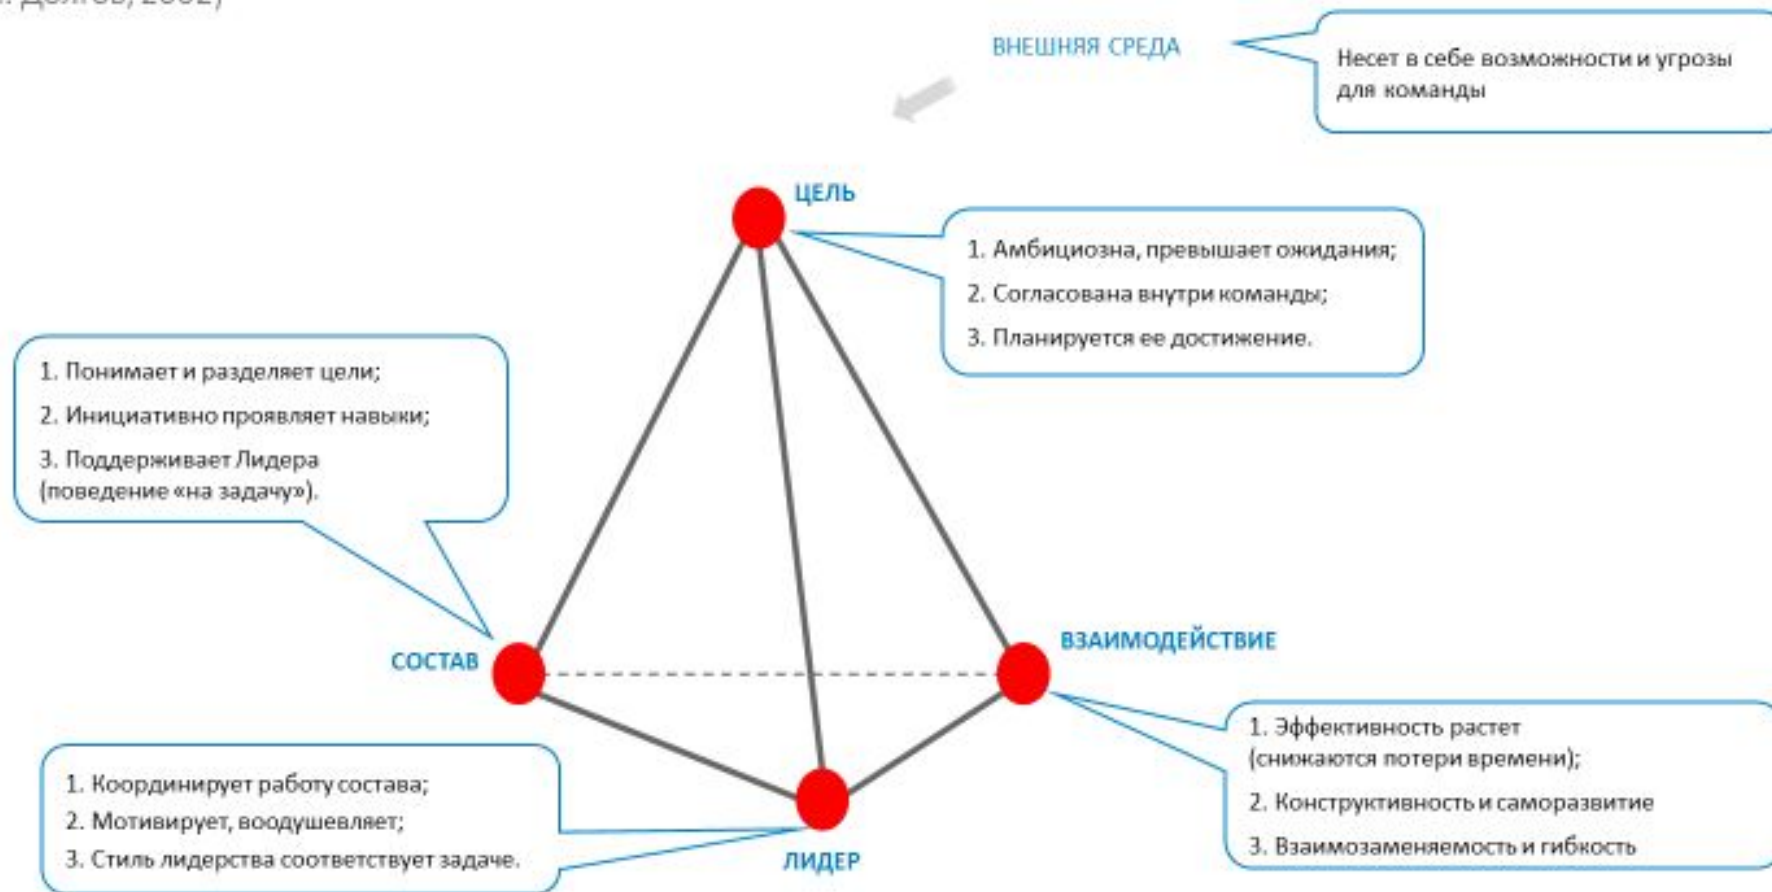 Долгов, 2002)
ВНЕШНЯЯ СРЕДА
Несет в себе возможности и угрозы
для команды
ЦЕЛЬ
1. Амбициозна, превышает ожидания;
2. Согласована внутри команды;
3. Планируется ее достижение.
1. Понимает и разделяет цели;
2. Инициативно проявляет навыки;
3. Поддерживает Лидера
(поведение «на задачу»).
СОСТАВ
ВЗАИМОДЕЙСТВИЕ
1. Эффективность растет
(снижаются потери времени);
2. Конструктивность и саморазвитие
3. Взаимозаменяемость и гибкость
1. Координирует работу состава;
2. Мотивирует, воодушевляет;
3. Стиль лидерства соответствует задаче.
ЛИДЕР